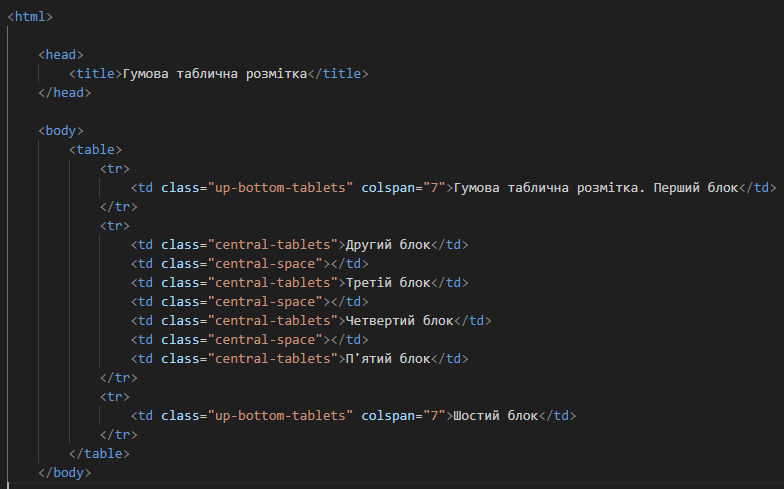 <html>
<head>
<title>Гумова таблична розмітка</title>
</head>
<body>
<table>
<tr>
<td class="up-bottom-tablets" colspan="7">Гумова таблична розмітка. Перший блок</td>
</tr>
<tr>
<td class="central-tablets">Другий блок</td>
<td class="central-space"></td>
<td class="central-tablets">Третій блок</td>
<td class="central-space"></td>
<td class="central-tablets">Четвертий блок</td>
<td class="central-space"></td>
<td class="central-tablets">П'ятий блок</td>
</tr>
<tr>
<td class="up-bottom-tablets" colspan="7">Шостий блок</td>
</tr>
</table>
</body>